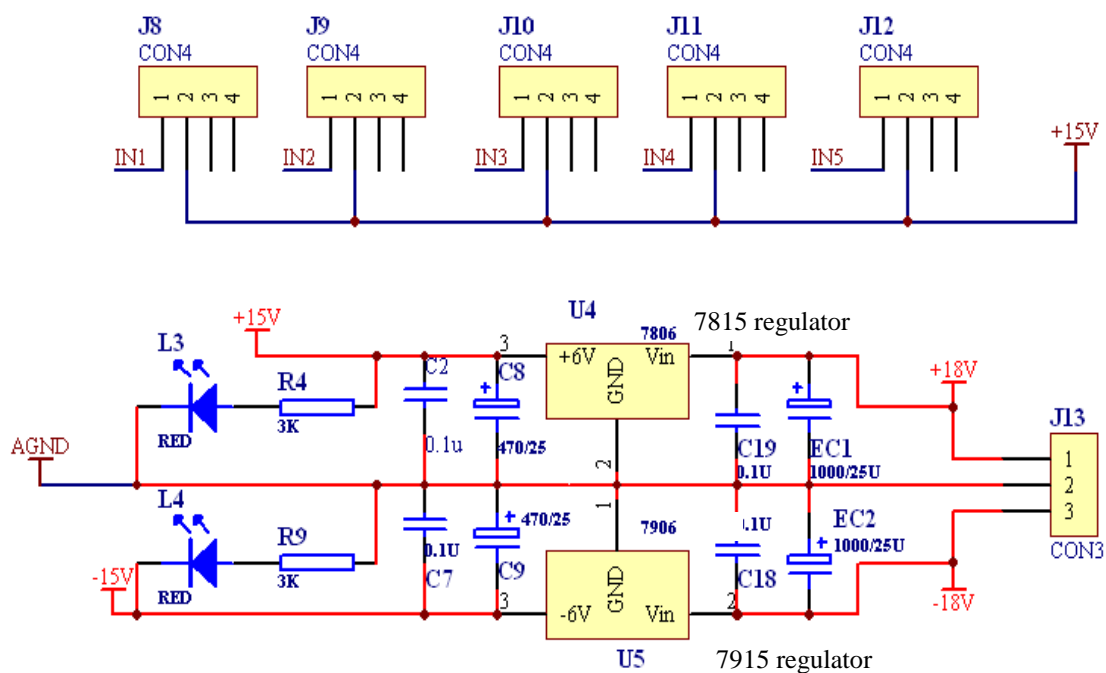 J8 J9 J10 J11 J12
CON4 CON4 CON4 CON4 CON4
1 2 3 4 1 2 3 4 1 2 3 4 1 2 3 4 1 2 3 4
IN1 IN2 IN3 IN4 IN5 +15V
U4
+15V 7806 7815 regulator
L3 3 C2 C8 +6V GND Vin 1
+18V
R4 + +
RED 3K 0.1u 470/25 2 C19 EC1 J13
AGND 0.1U 1000/25U 1
2
L4 470/25 + 1 7906 .1U EC2 3
R9 0.1U + 1000/25U CON3
-15V RED 3K C7 C9 GND C18
3 -6V Vin 2 -18V
U5 7915 regulator